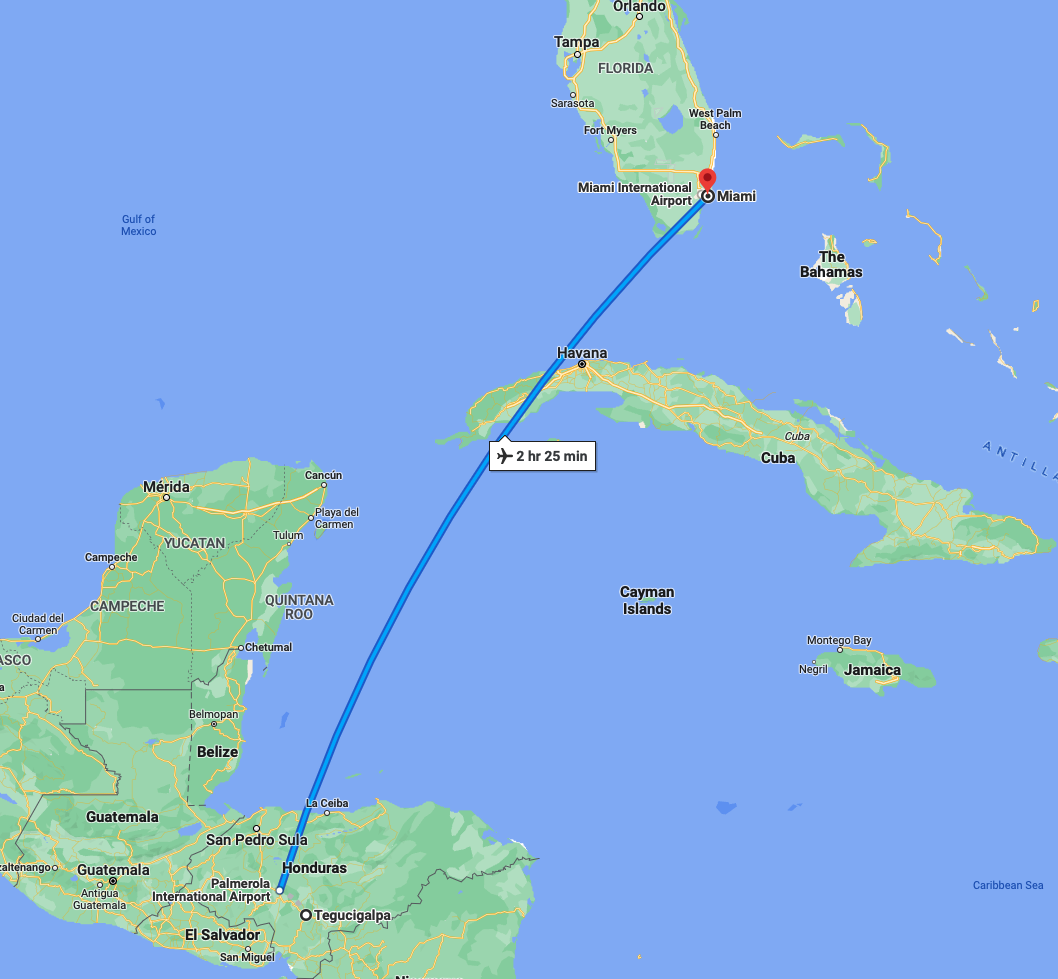 Orlando
Tampa
FLORIDA
Sarasota
West Palm
Beach
Fort Myers
Miami International
Airport
Miami
Gulf of
Mexico
The
Bahamas
Havana
Cuba
Cuba
ANTILLA
2 hr 25 min
Cancún
Mérida
Playa del
Carmen
Tulum
YUCATAN
Campeche
CAMPECHE
QUINTANA
ROO
Cayman
Islands
Ciudad del
Carmen
Chetumal
Montego Bay
ASCO
Negril
Jamaica
a
Belmopan
Belize
La Ceiba
Guatemala
San Pedro Sula
zaltenango
Guatemala
Honduras
Palmerola
International Airport
Antigua
Guatemala
Caribbean Sea
Tegucigalpa
El Salvador
San Miguel